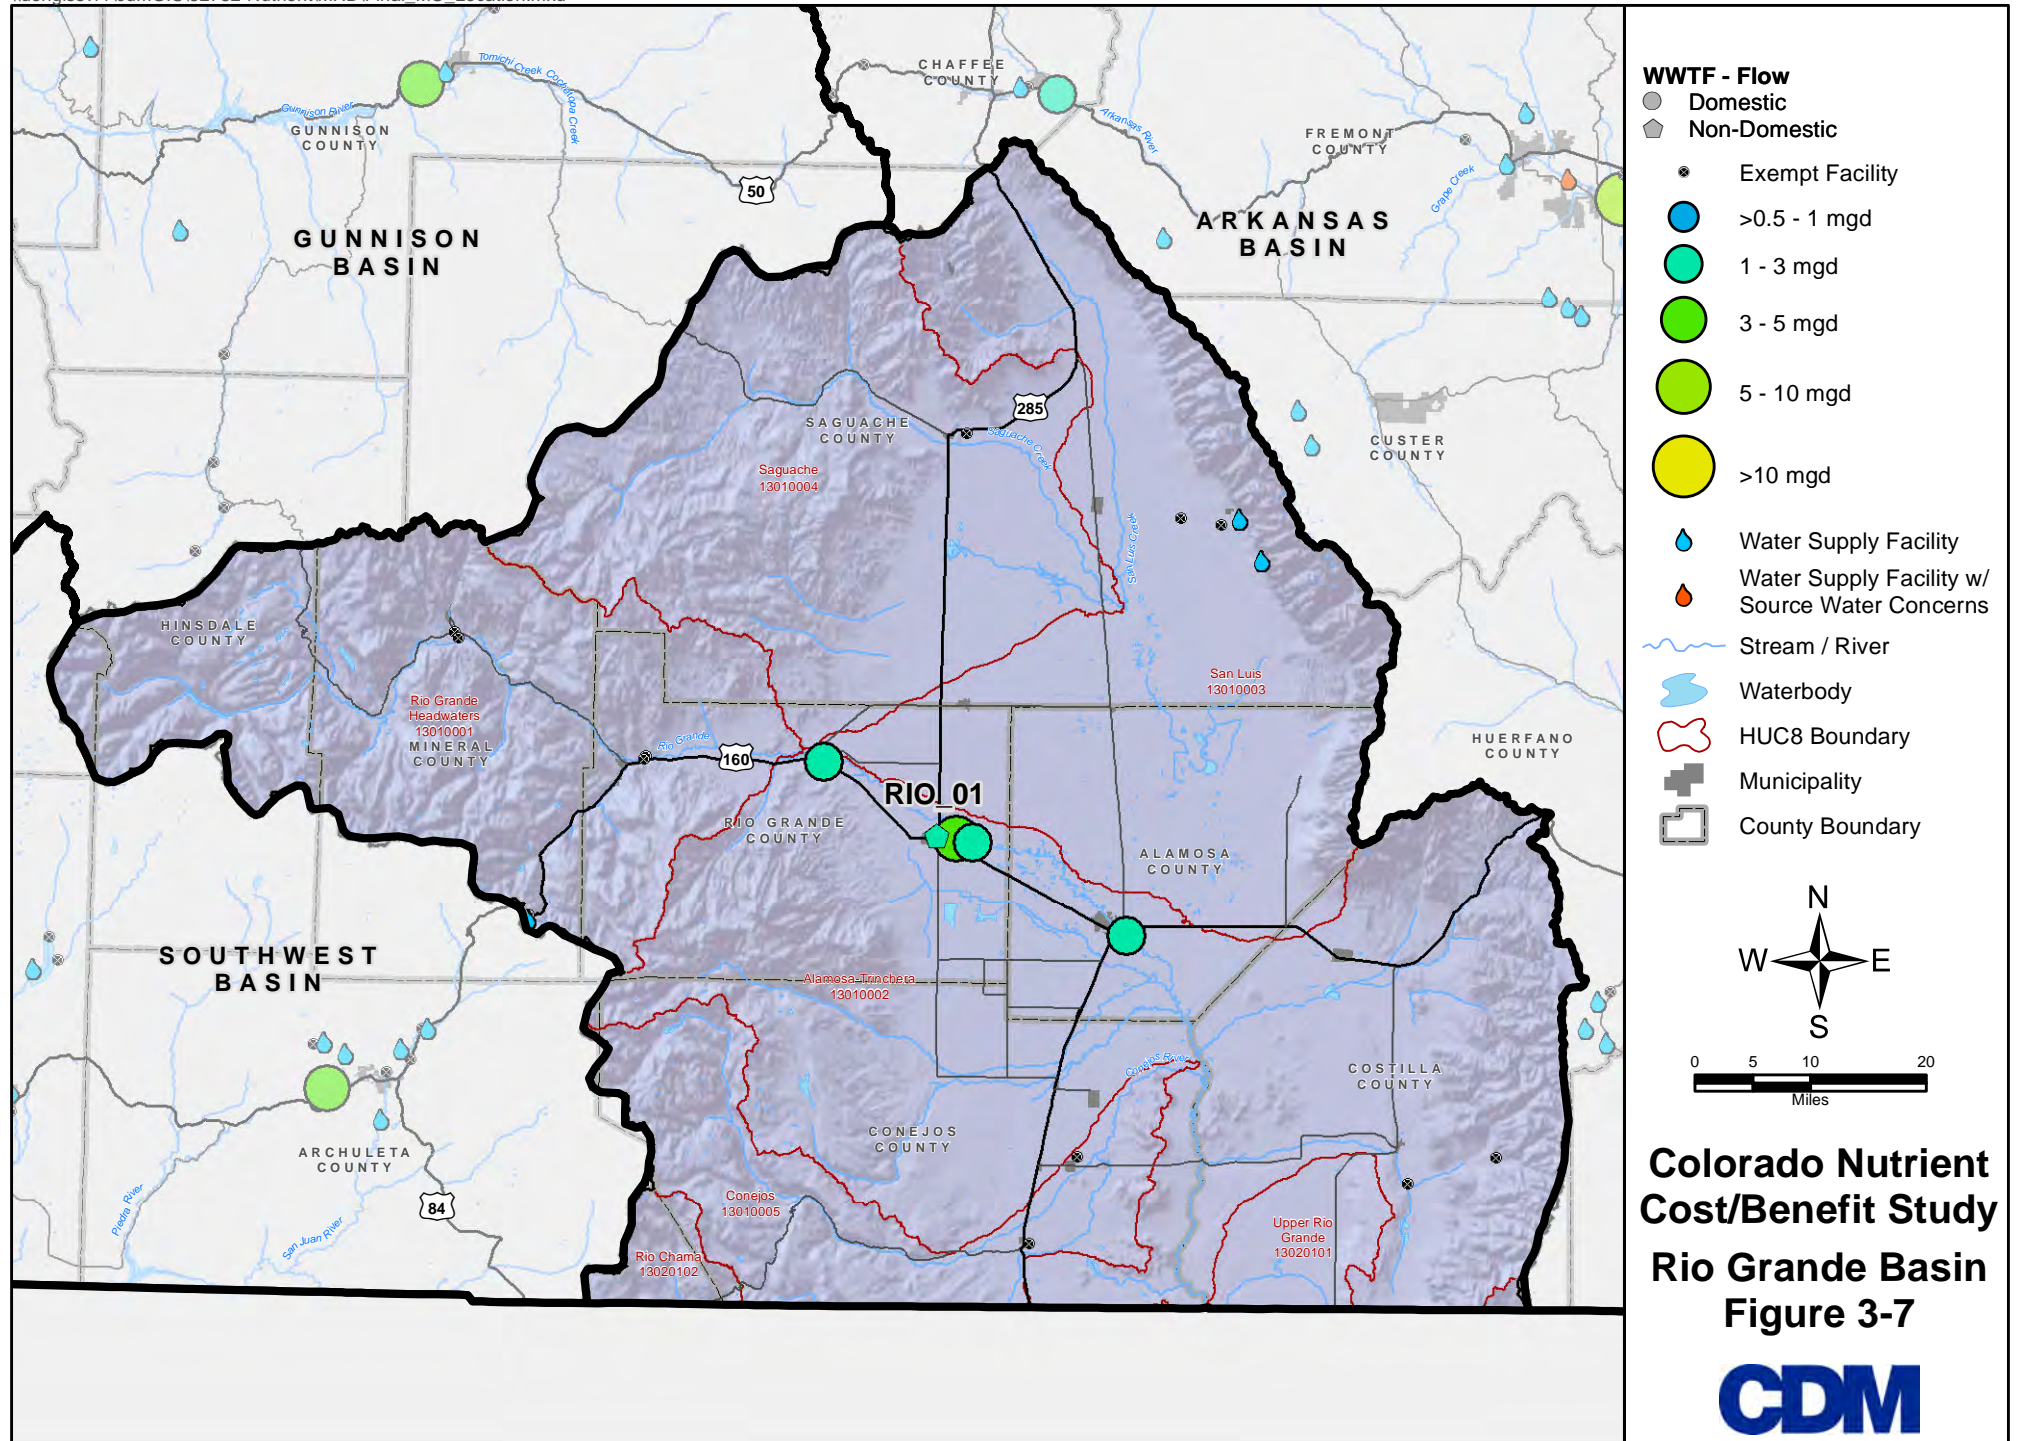 CHAFFEE
COUNTY
Tomichi Creek
Cochetopa Creek
Gunnison River
GUNNISON
COUNTY
Arkansas River
FREMONT
COUNTY
Grape Creek
50
GUNNISON
BASIN
ARKANSAS
BASIN
285
SAGUACHE
COUNTY
Saguache Creek
CUSTER
COUNTY
Saguache
13010004
San Luis Creek
HINSDALE
COUNTY
San Luis
13010003
Rio Grande
Headwaters
13010001
MINERAL
COUNTY
Rio Grande
160
HUERFANO
COUNTY
RIO_01
RIO GRANDE
COUNTY
ALAMOSA
COUNTY
SOUTHWEST
BASIN
Alamosa-Trinchera
13010002
Conejos River
COSTILLA
COUNTY
CONEJOS
COUNTY
ARCHULETA
COUNTY
Piedra River
84
San Juan River
Conejos
13010005
Rio Chama
13020102
Upper Rio
Grande
13020101
WWTF - Flow
Domestic
Non-Domestic
Exempt Facility
>0.5 - 1 mgd
1 - 3 mgd
3 - 5 mgd
5 - 10 mgd
>10 mgd
Water Supply Facility
Water Supply Facility w/
Source Water Concerns
Stream / River
Waterbody
HUC8 Boundary
Municipality
County Boundary
N
W E
S
0 5 10 20
Miles
Colorado Nutrient
Cost/Benefit Study
Rio Grande Basin
Figure 3-7
CDM